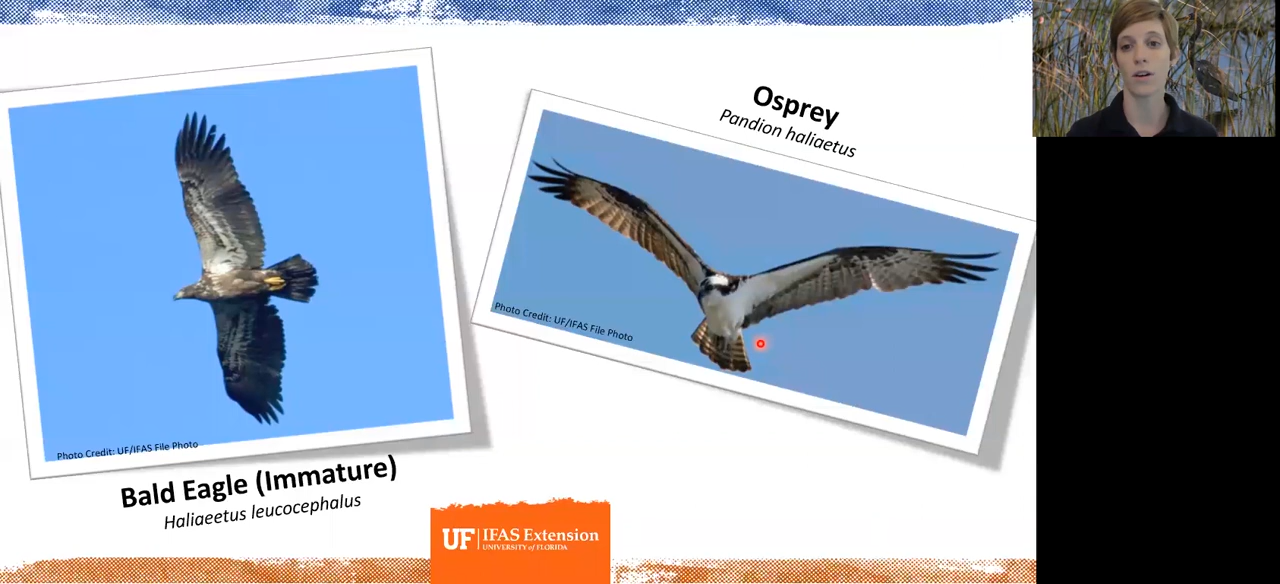 Osprey
Pandion haliaetus
Photo Credit: UF/IFAS File Photo
Photo Credit: UF/IFAS File Photo
Bald Eagle (Immature)
Haliaeetus leucocephalus
UF IFAS Extension
UNIVERSITY of FLORIDA